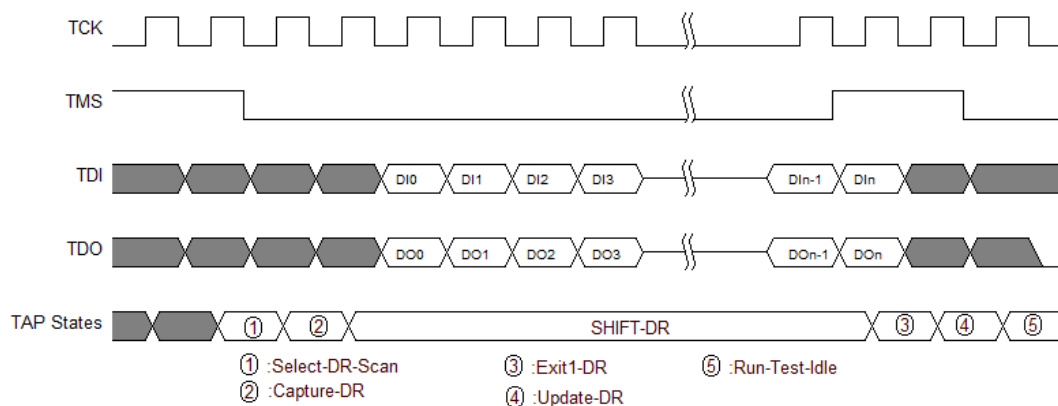 TCK
TMS
TDI DI0 DI1 DI2 DI3 DIn-1 DIn
TDO DO0 DO1 DO2 DO3 DOn-1 DOn
TAP States ① ② SHIFT-DR ③ ④ ⑤
① :Select-DR-Scan ③ :Exit1-DR ⑤ :Run-Test-Idle
② :Capture-DR ④ :Update-DR